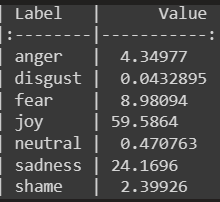 | Label   |      Value |
|:--------|-----------:
| anger   |  4.34977
| disgust |  0.0432895
| fear    |  8.98094
| joy     | 59.5864
| neutral |  0.470763
| sadness | 24.1696
| shame   |  2.39926